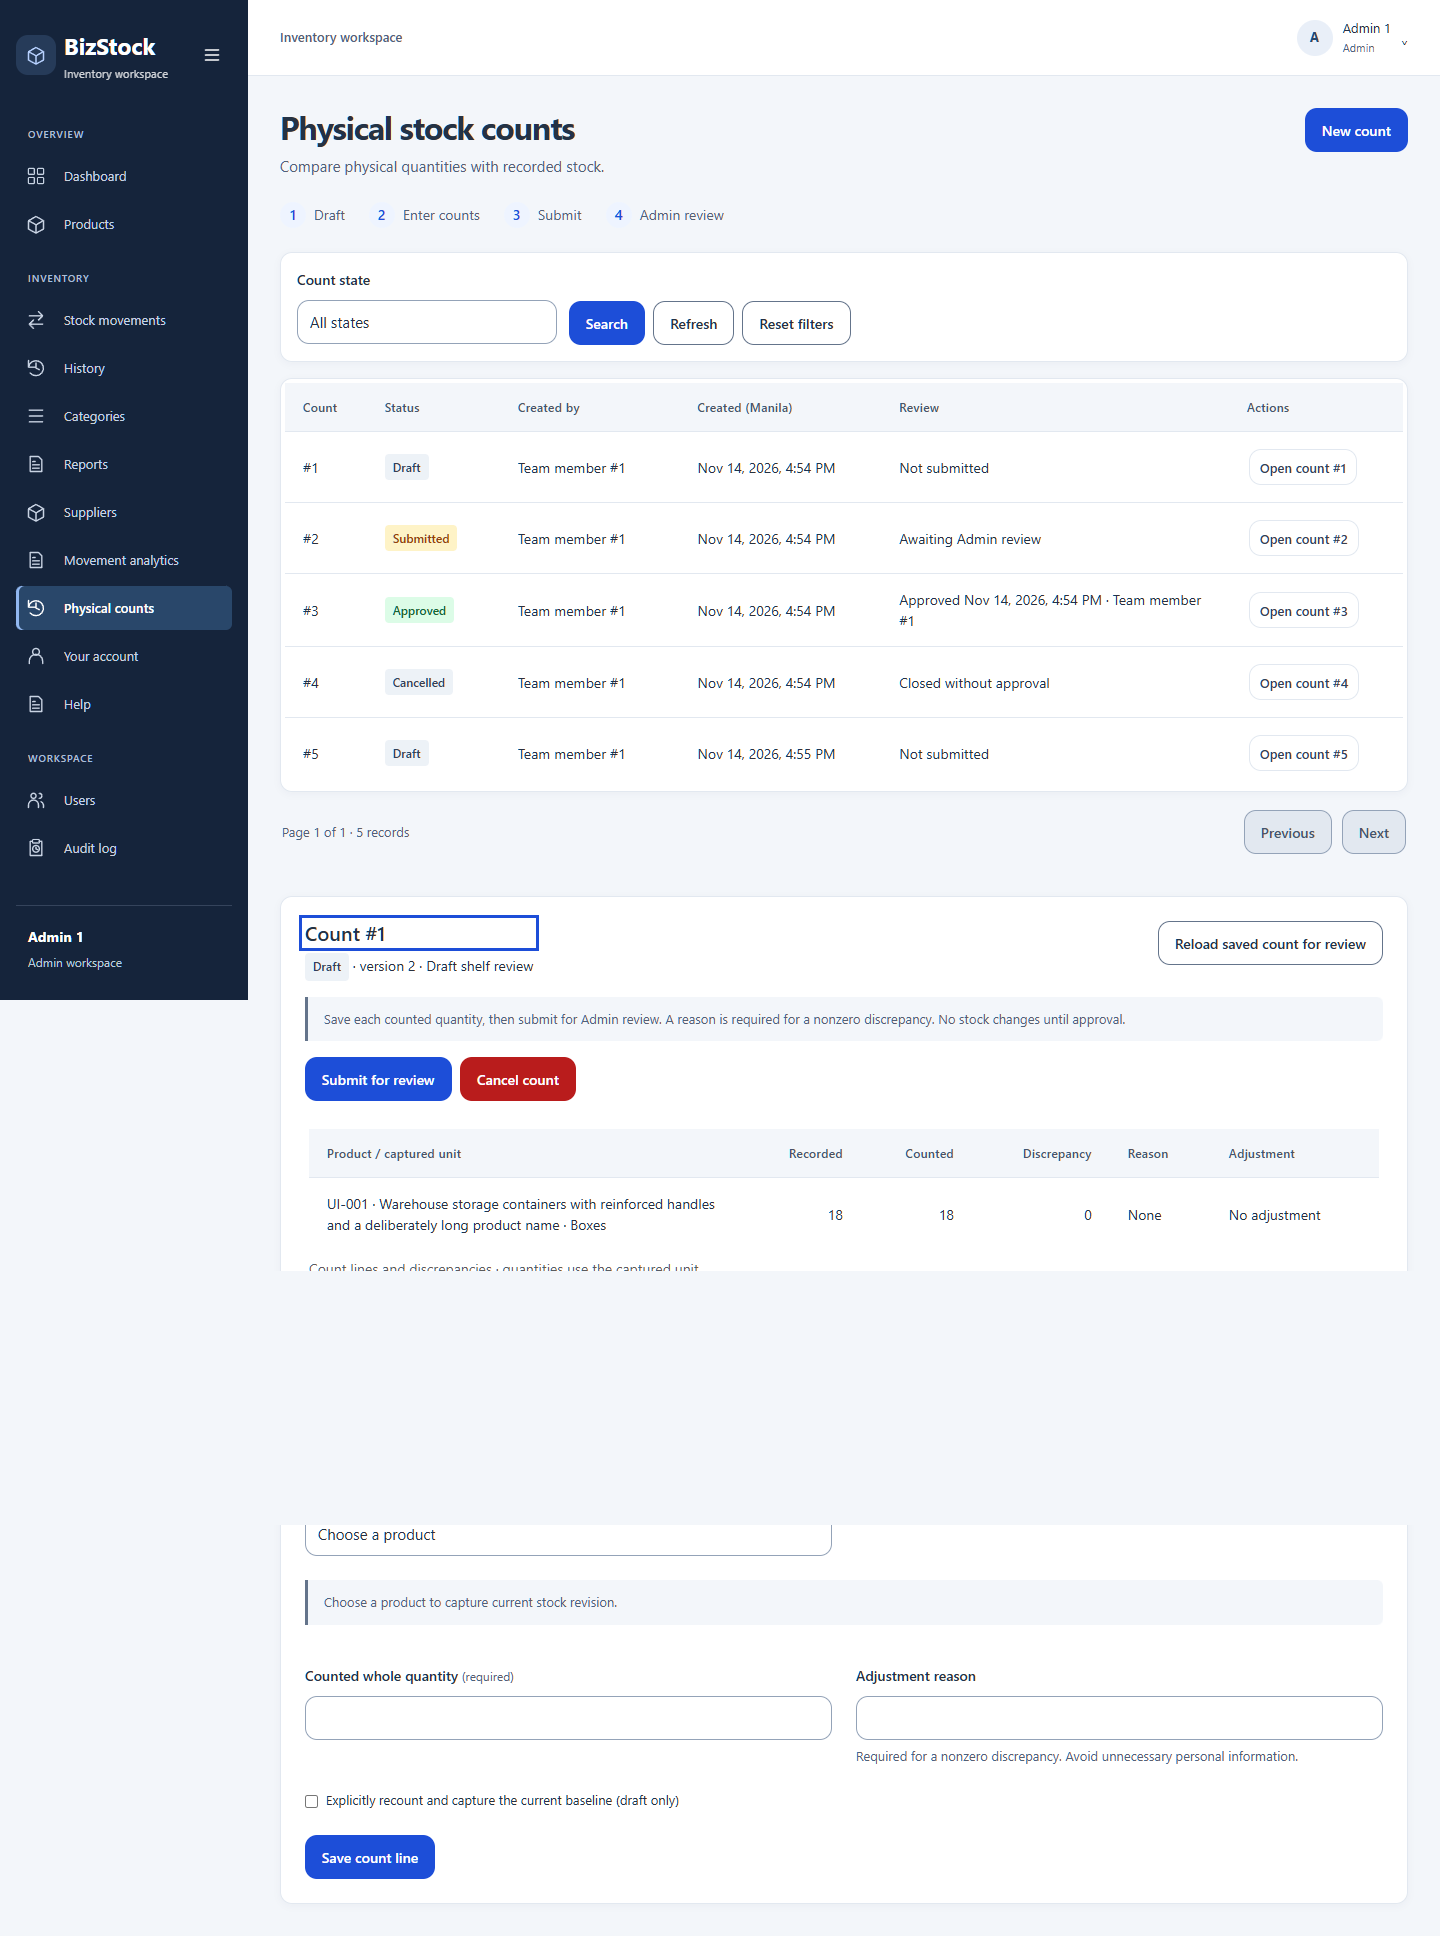 BizStock
Inventory workspace
OVERVIEW
Dashboard
Products
INVENTORY
Stock movements
History
Categories
Reports
Suppliers
Movement analytics
Physical counts
Your account
Help
WORKSPACE
Users
Audit log
Admin 1
Admin workspace
Inventory workspace
A
Admin 1
Admin
Physical stock counts
New count
Compare physical quantities with recorded stock.
1 Draft 2 Enter counts 3 Submit 4 Admin review
Count state
All states
Search
Refresh
Reset filters
Count Status Created by Created (Manila) Review Actions
#1 Draft Team member #1 Nov 14, 2026, 4:54 PM Not submitted Open count #1
#2 Submitted Team member #1 Nov 14, 2026, 4:54 PM Awaiting Admin review Open count #2
#3 Approved Team member #1 Nov 14, 2026, 4:54 PM Approved Nov 14, 2026, 4:54 PM · Team member
#1
Open count #3
#4 Cancelled Team member #1 Nov 14, 2026, 4:54 PM Closed without approval Open count #4
#5 Draft Team member #1 Nov 14, 2026, 4:55 PM Not submitted Open count #5
Page 1 of 1 · 5 records
Previous
Next
Count #1
Reload saved count for review
Draft · version 2 · Draft shelf review
Save each counted quantity, then submit for Admin review. A reason is required for a nonzero discrepancy. No stock changes until approval.
Submit for review
Cancel count
Product / captured unit Recorded Counted Discrepancy Reason Adjustment
UI-001 · Warehouse storage containers with reinforced handles
and a deliberately long product name · Boxes
18 18 0 None No adjustment
Count lines and discrepancies · quantities use the captured unit
Choose a product
Choose a product to capture current stock revision.
Counted whole quantity (required)
Adjustment reason
Required for a nonzero discrepancy. Avoid unnecessary personal information.
Explicitly recount and capture the current baseline (draft only)
Save count line